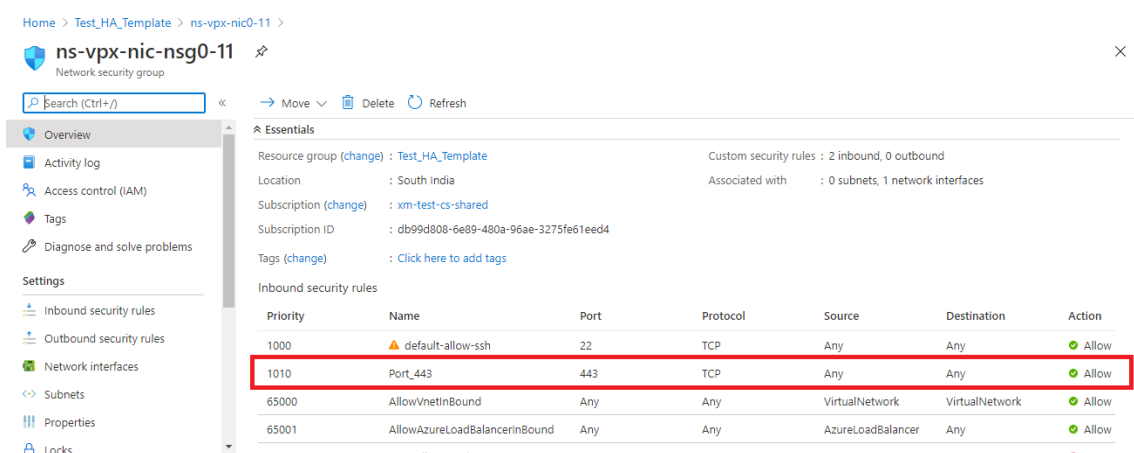 Home > Test_HA_Template > ns-vpx-nic0-11 >
ns-vpx-nic-nsg0-11
Network security group
Search (Ctrl+/)
Overview
Activity log
Access control (IAM)
Tags
Diagnose and solve problems
Settings
Inbound security rules
Outbound security rules
Network interfaces
Subnets
Properties
Locks
Move Delete Refresh
Essentials
Resource group (change) : Test_HA_Template Custom security rules : 2 inbound, 0 outbound
Location : South India Associated with : 0 subnets, 1 network interfaces
Subscription (change) : xm-test-cs-shared
Subscription ID : db99d808-6e89-480a-96ae-3275fe61eed4
Tags (change) : Click here to add tags
Inbound security rules
Priority Name Port Protocol Source Destination Action
1000 default-allow-ssh 22 TCP Any Any Allow
1010 Port_443 443 TCP Any Any Allow
65000 AllowVnetInBound Any Any VirtualNetwork VirtualNetwork Allow
65001 AllowAzureLoadBalancerInBound Any Any AzureLoadBalancer Any Allow